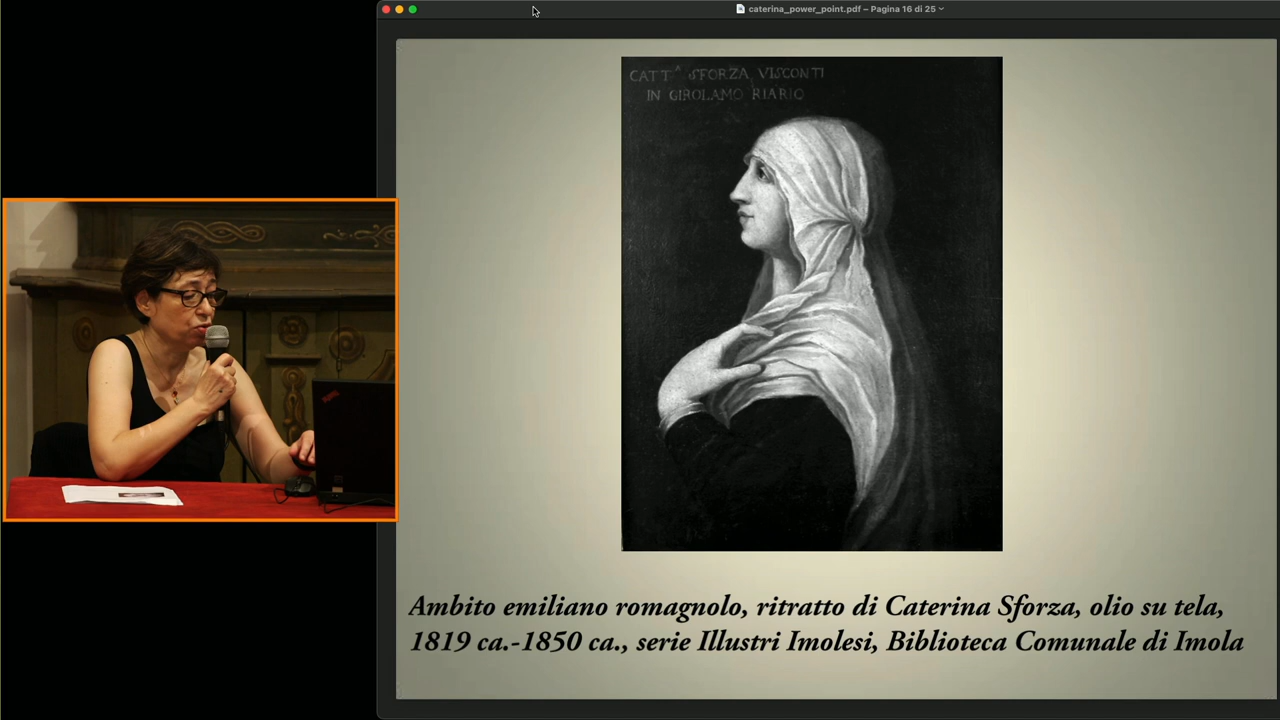 caterina_power_point.pdf – Pagina 16 di 25
CATT^A SFORZA VISCONTI
IN GIROLAMO RIARIO
Ambito emiliano romagnolo, ritratto di Caterina Sforza, olio su tela,
1819 ca.-1850 ca., serie Illustri Imolesi, Biblioteca Comunale di Imola